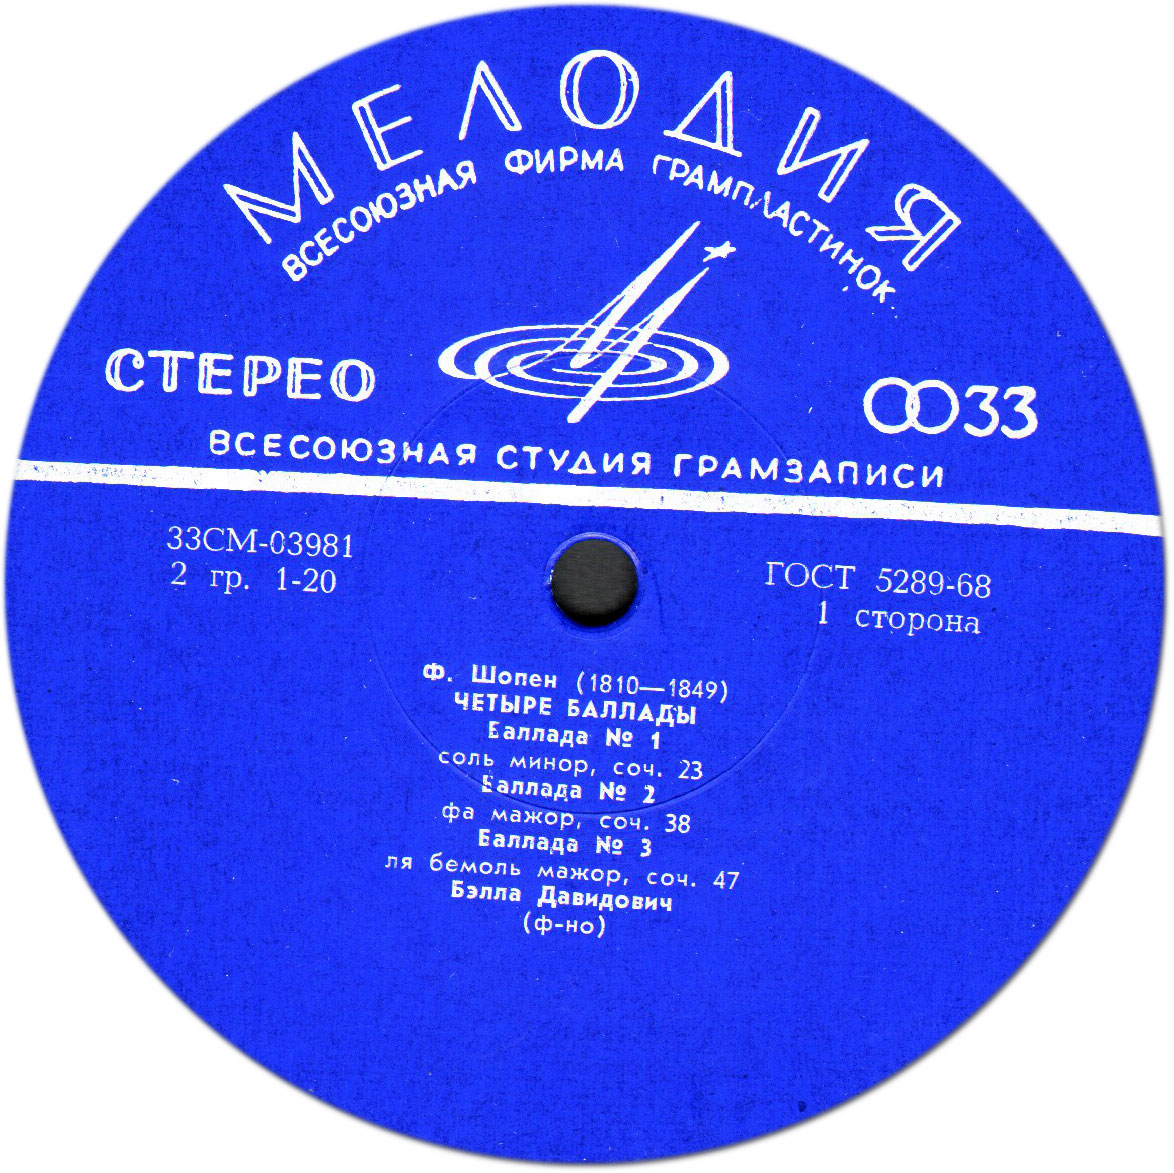 МЕЛОДИЯ
ВСЕСОЮЗНАЯ ФИРМА ГРАМПЛАСТИНОК
СТЕРЕО
33
ВСЕСОЮЗНАЯ СТУДИЯ ГРАМЗАПИСИ
33СМ-03981
2 гр. 1-20
ГОСТ 5289-68
1 сторона
Ф. Шопен (1810—1849)
ЧЕТЫРЕ БАЛЛАДЫ
Баллада № 1
соль минор, соч. 23
Баллада № 2
фа мажор, соч. 38
Баллада № 3
ля бемоль мажор, соч. 47
Бэлла Давидович
(ф-но)